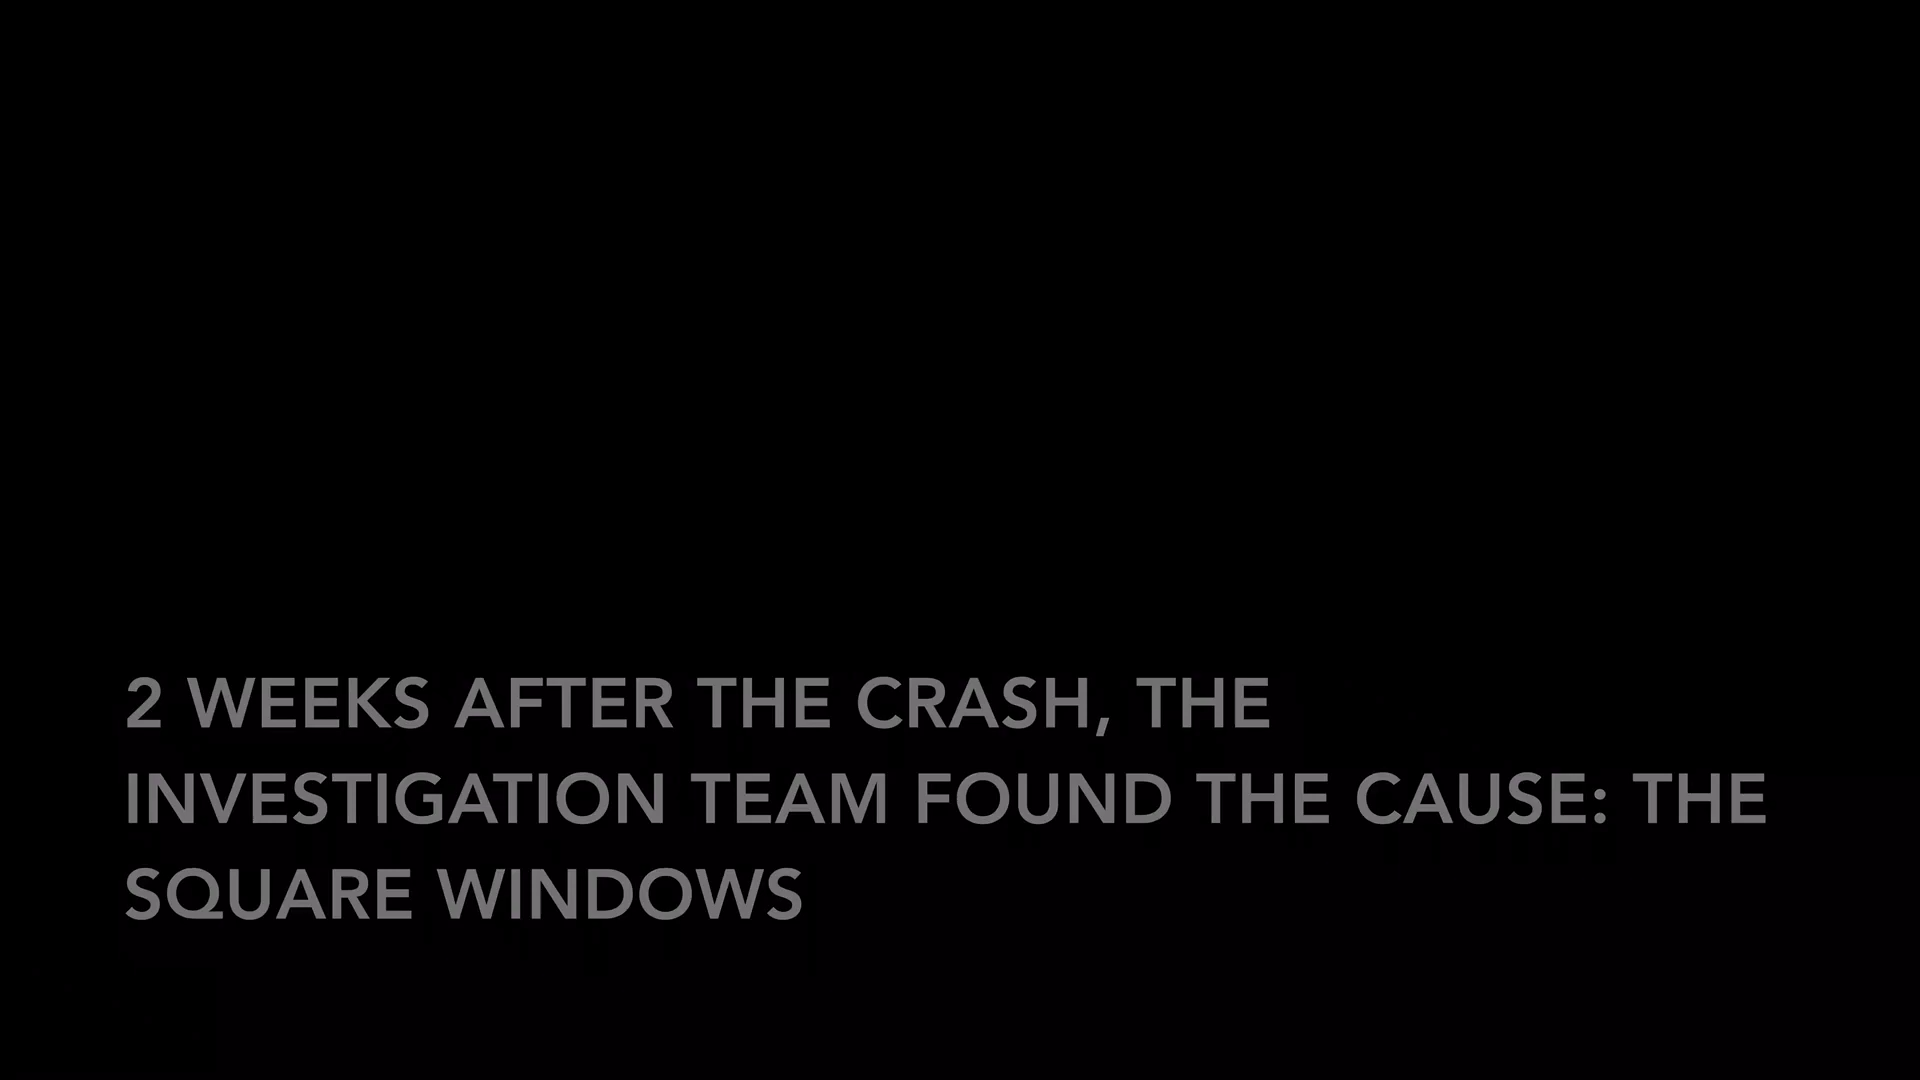 2 WEEKS AFTER THE CRASH, THE
INVESTIGATION TEAM FOUND THE CAUSE: THE
SQUARE WINDOWS